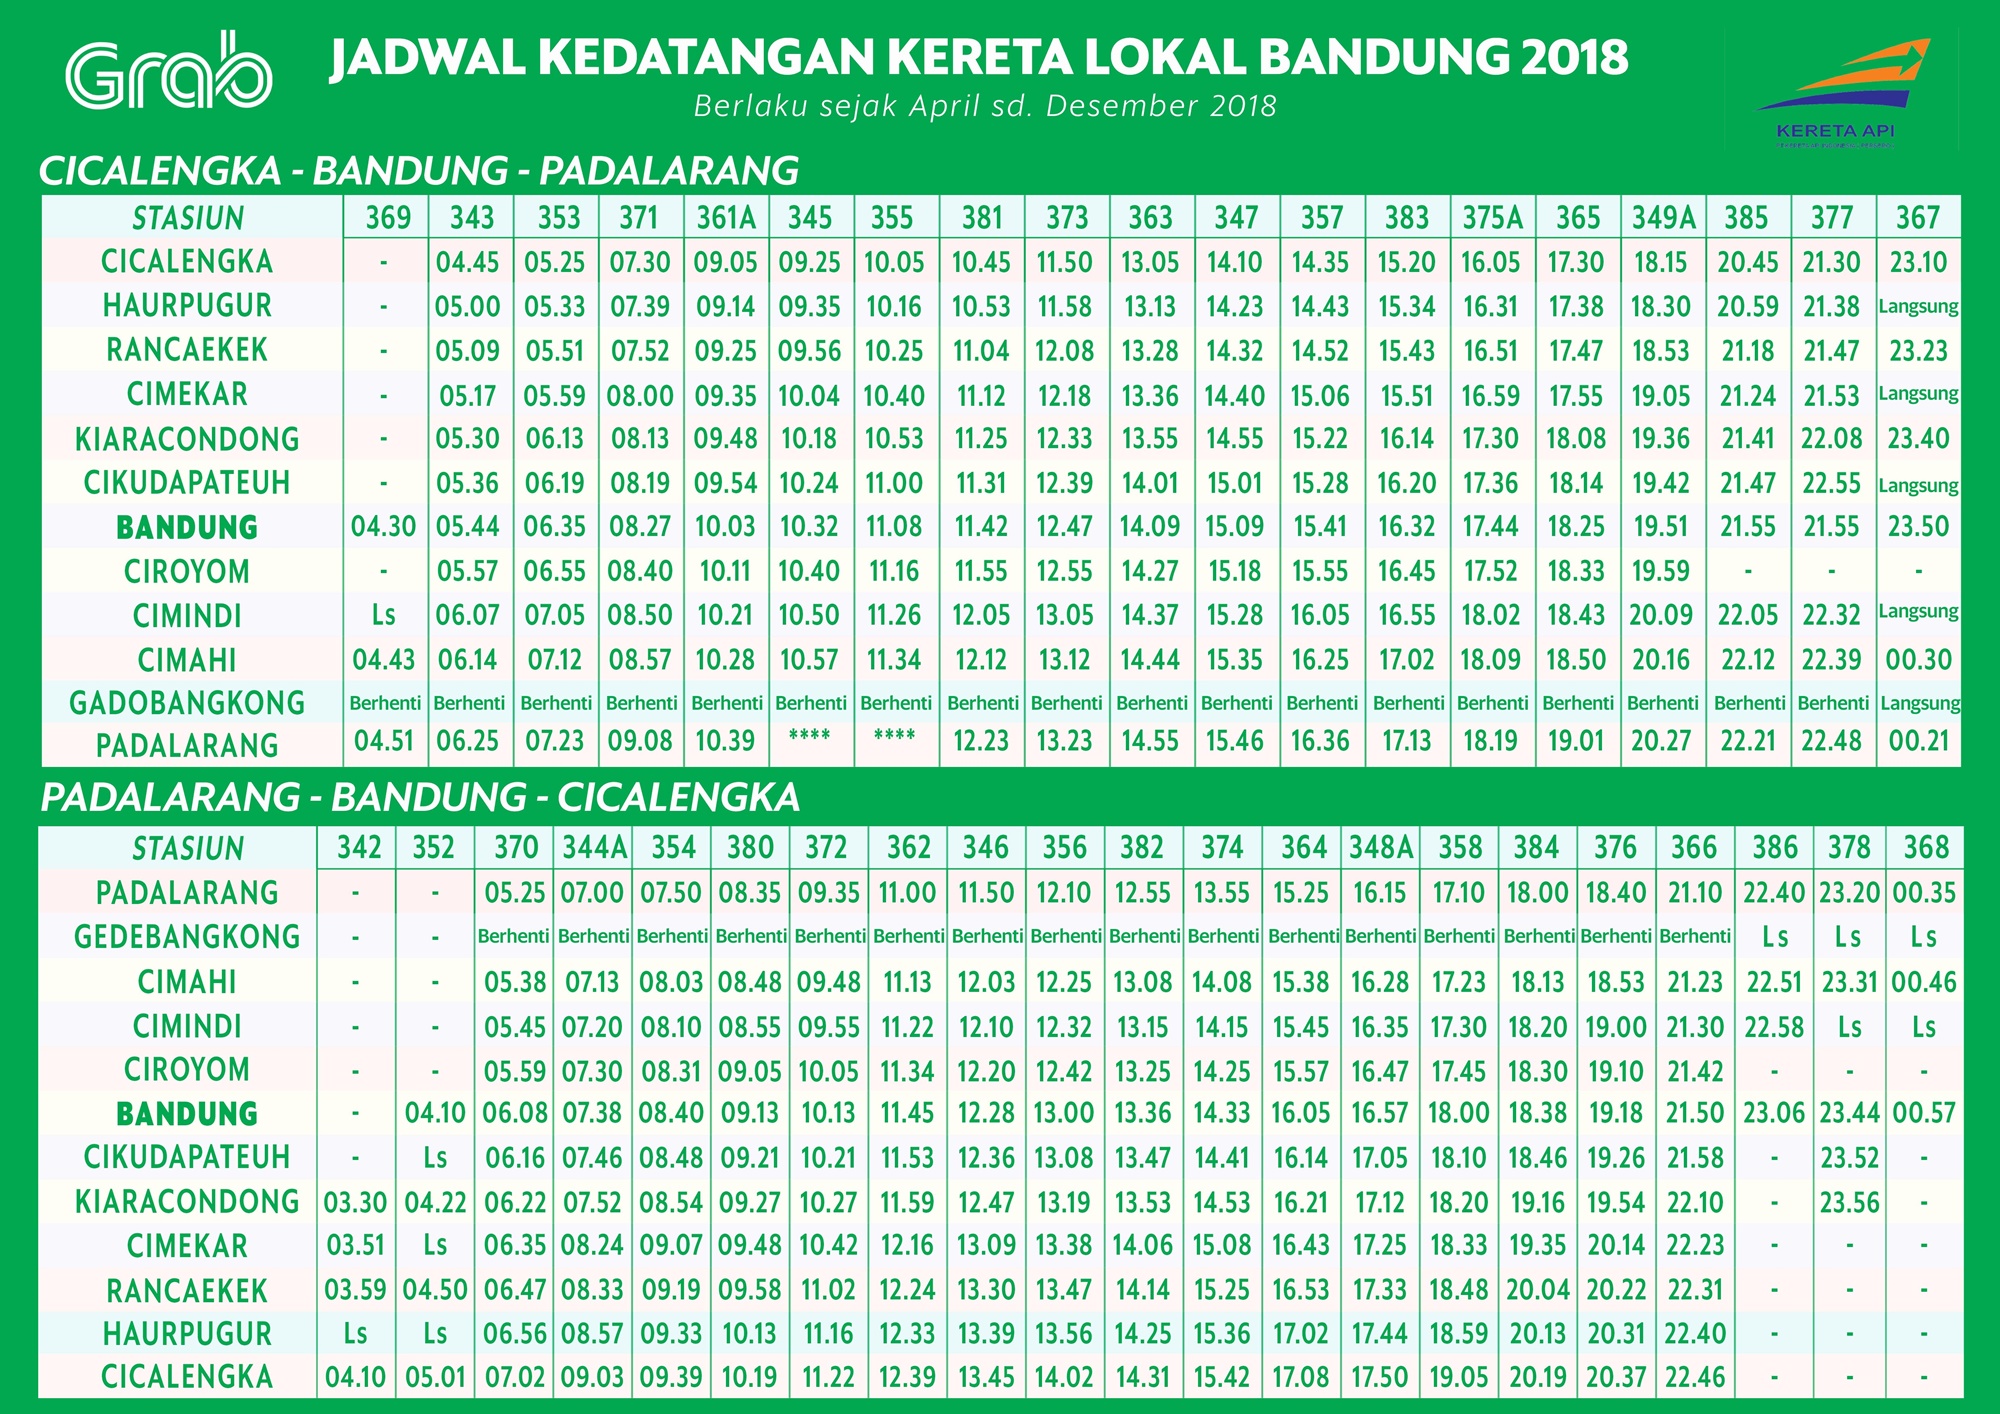 Grab
JADWAL KEDATANGAN KERETA LOKAL BANDUNG 2018
Berlaku sejak April sd. Desember 2018
KERETA API
CICALENGKA - BANDUNG - PADALARANG
STASIUN 369 343 353 371 361A 345 355 381 373 363 347 357 383 375A 365 349A 385 377 367
CICALENGKA - 04.45 05.25 07.30 09.05 09.25 10.05 10.45 11.50 13.05 14.10 14.35 15.20 16.05 17.30 18.15 20.45 21.30 23.10
HAURPUGUR - 05.00 05.33 07.39 09.14 09.35 10.16 10.53 11.58 13.13 14.23 14.43 15.34 16.31 17.38 18.30 20.59 21.38 Langsung
RANCAEKEK - 05.09 05.51 07.52 09.25 09.56 10.25 11.04 12.08 13.28 14.32 14.52 15.43 16.51 17.47 18.53 21.18 21.47 23.23
CIMEKAR - 05.17 05.59 08.00 09.35 10.04 10.40 11.12 12.18 13.36 14.40 15.06 15.51 16.59 17.55 19.05 21.24 21.53 Langsung
KIARACONDONG - 05.30 06.13 08.13 09.48 10.18 10.53 11.25 12.33 13.55 14.55 15.22 16.14 17.30 18.08 19.36 21.41 22.08 23.40
CIKUDAPATEUH - 05.36 06.19 08.19 09.54 10.24 11.00 11.31 12.39 14.01 15.01 15.28 16.20 17.36 18.14 19.42 21.47 22.55 Langsung
BANDUNG 04.30 05.44 06.35 08.27 10.03 10.32 11.08 11.42 12.47 14.09 15.09 15.41 16.32 17.44 18.25 19.51 21.55 21.55 23.50
CIROYOM - 05.57 06.55 08.40 10.11 10.40 11.16 11.55 12.55 14.27 15.18 15.55 16.45 17.52 18.33 19.59 - - -
CIMINDI Ls 06.07 07.05 08.50 10.21 10.50 11.26 12.05 13.05 14.37 15.28 16.05 16.55 18.02 18.43 20.09 22.05 22.32 Langsung
CIMAHI 04.43 06.14 07.12 08.57 10.28 10.57 11.34 12.12 13.12 14.44 15.35 16.25 17.02 18.09 18.50 20.16 22.12 22.39 00.30
GADOBANGKONG Berhenti Berhenti Berhenti Berhenti Berhenti Berhenti Berhenti Berhenti Berhenti Berhenti Berhenti Berhenti Berhenti Berhenti Berhenti Berhenti Berhenti Berhenti Langsung
PADALARANG 04.51 06.25 07.23 09.08 10.39 **** **** 12.23 13.23 14.55 15.46 16.36 17.13 18.19 19.01 20.27 22.21 22.48 00.21
PADALARANG - BANDUNG - CICALENGKA
STASIUN 342 352 370 344A 354 380 372 362 346 356 382 374 364 348A 358 384 376 366 386 378 368
PADALARANG - - 05.25 07.00 07.50 08.35 09.35 11.00 11.50 12.10 12.55 13.55 15.25 16.15 17.10 18.00 18.40 21.10 22.40 23.20 00.35
GEDEBANGKONG - - Berhenti Berhenti Berhenti Berhenti Berhenti Berhenti Berhenti Berhenti Berhenti Berhenti Berhenti Berhenti Berhenti Berhenti Berhenti Berhenti Ls Ls Ls
CIMAHI - - 05.38 07.13 08.03 08.48 09.48 11.13 12.03 12.25 13.08 14.08 15.38 16.28 17.23 18.13 18.53 21.23 22.51 23.31 00.46
CIMINDI - - 05.45 07.20 08.10 08.55 09.55 11.22 12.10 12.32 13.15 14.15 15.45 16.35 17.30 18.20 19.00 21.30 22.58 Ls Ls
CIROYOM - - 05.59 07.30 08.31 09.05 10.05 11.34 12.20 12.42 13.25 14.25 15.57 16.47 17.45 18.30 19.10 21.42 - - -
BANDUNG - 04.10 06.08 07.38 08.40 09.13 10.13 11.45 12.28 13.00 13.36 14.33 16.05 16.57 18.00 18.38 19.18 21.50 23.06 23.44 00.57
CIKUDAPATEUH - Ls 06.16 07.46 08.48 09.21 10.21 11.53 12.36 13.08 13.47 14.41 16.14 17.05 18.10 18.46 19.26 21.58 - 23.52 -
KIARACONDONG 03.30 04.22 06.22 07.52 08.54 09.27 10.27 11.59 12.47 13.19 13.53 14.53 16.21 17.12 18.20 19.16 19.54 22.10 - 23.56 -
CIMEKAR 03.51 Ls 06.35 08.24 09.07 09.48 10.42 12.16 13.09 13.38 14.06 15.08 16.43 17.25 18.33 19.35 20.14 22.23 - - -
RANCAEKEK 03.59 04.50 06.47 08.33 09.19 09.58 11.02 12.24 13.30 13.47 14.14 15.25 16.53 17.33 18.48 20.04 20.22 22.31 - - -
HAURPUGUR Ls Ls 06.56 08.57 09.33 10.13 11.16 12.33 13.39 13.56 14.25 15.36 17.02 17.44 18.59 20.13 20.31 22.40 - - -
CICALENGKA 04.10 05.01 07.02 09.03 09.39 10.19 11.22 12.39 13.45 14.02 14.31 15.42 17.08 17.50 19.05 20.19 20.37 22.46 - - -